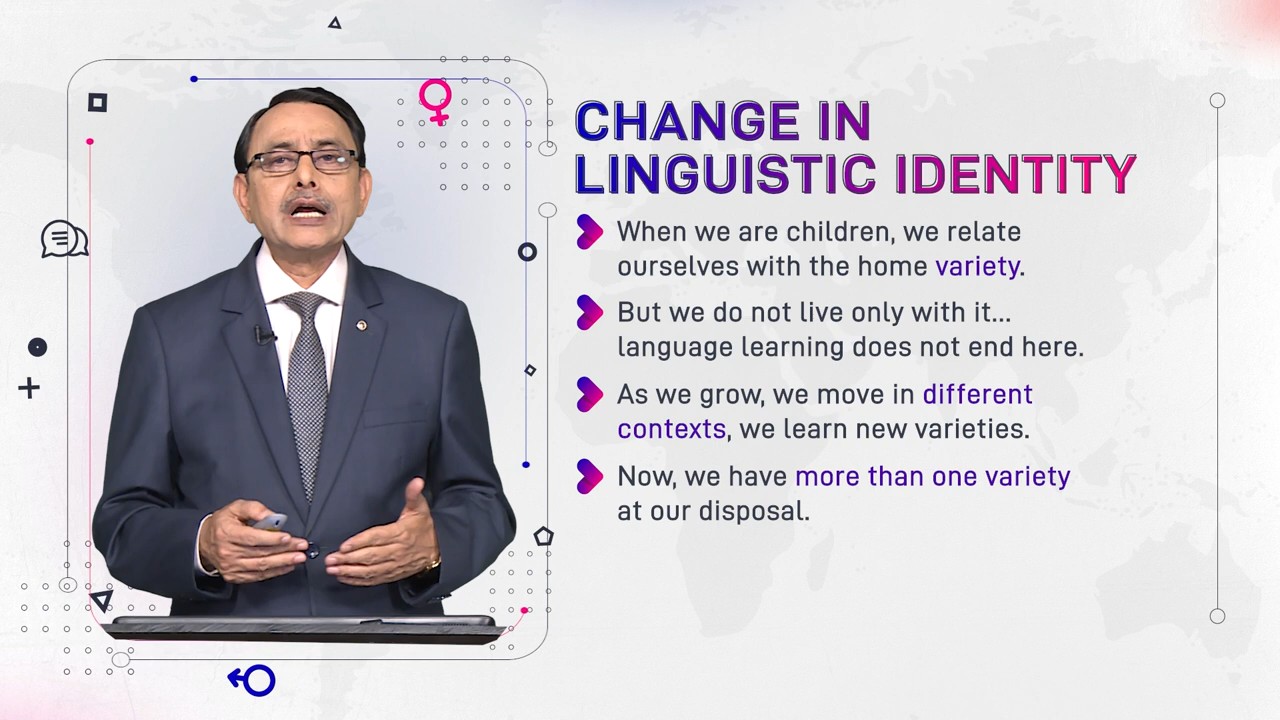 CHANGE IN
LINGUISTIC IDENTITY
When we are children, we relate
ourselves with the home variety.
But we do not live only with it...
language learning does not end here.
As we grow, we move in different
contexts, we learn new varieties.
Now, we have more than one variety
at our disposal.